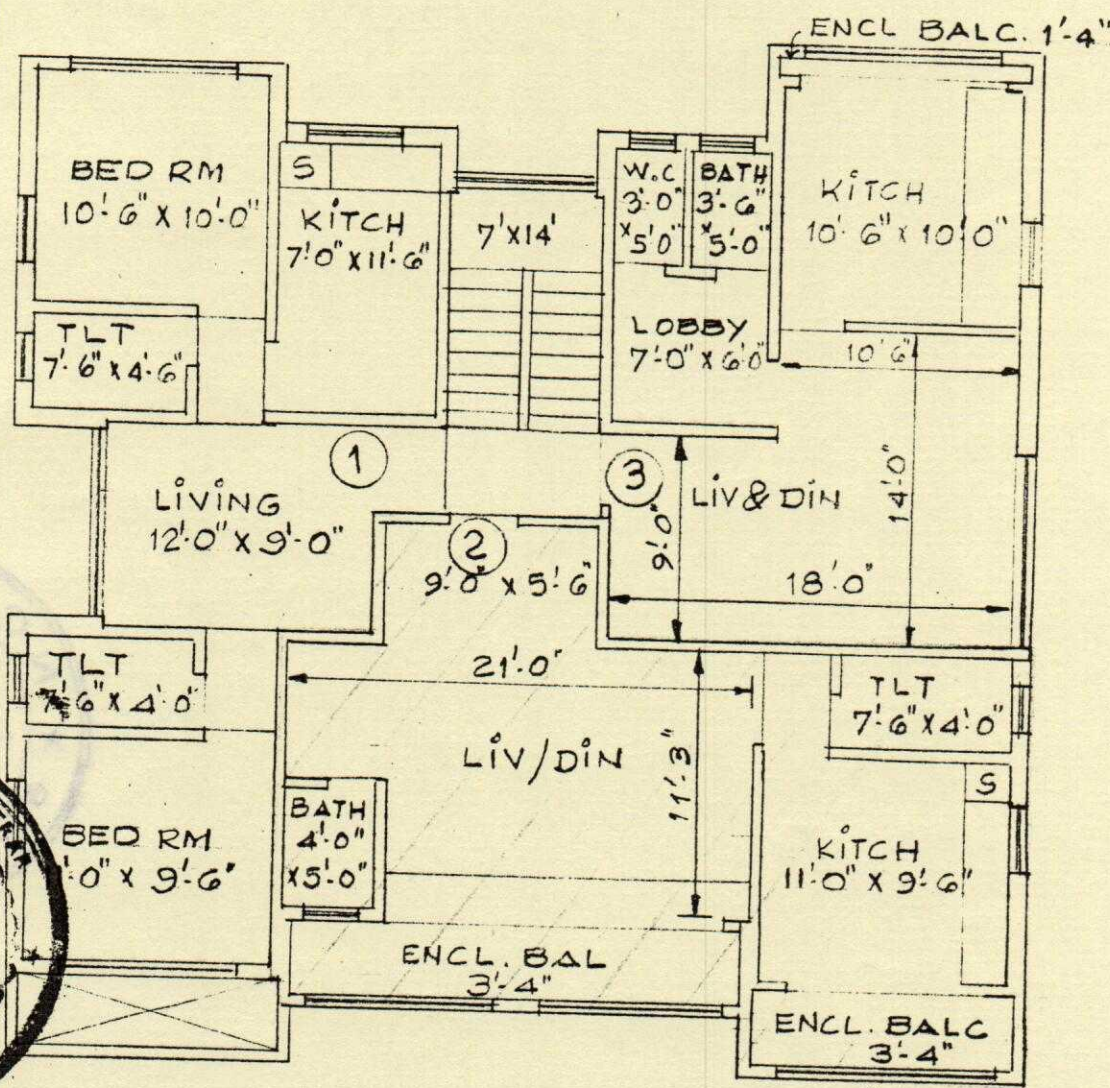 ENCL BALC. 1'-4"
BED RM
10'-6" X 10'-0"
S
KITCH
7'0" X 11'-6"
7'X14'
W.C
3'-0"
x5'0"
BATH
3'-6"
x5'-0"
KITCH
10'-6" x 10'0"
TLT
7'-6" x 4'-6"
LOBBY
7'-0" x 6'0"
10'6"
1
LIVING
12'-0" X 9'-0"
2
9'-0" X 5'-6"
3
LIV & DIN
9'-0"
14'-0"
18'-0"
TLT
7'-6" X 4'-0"
21'-0"
TLT
7'-6" X 4'-0"
LIV/DIN
11'-3"
S
BED RM
'-0" X 9'-6"
BATH
4'-0"
x5'-0"
KITCH
11'-0" X 9'-6"
ENCL. BAL
3'-4"
ENCL. BALC
3'-4"